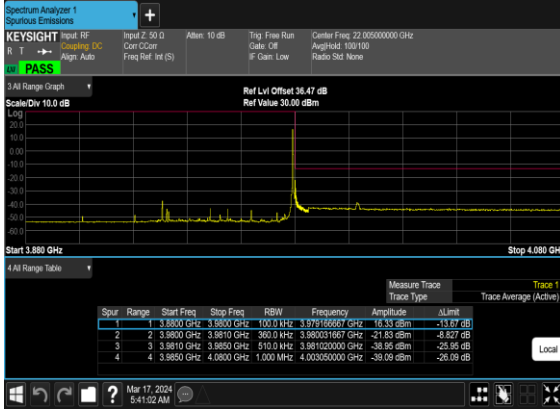 Spectrum Analyzer 1
Spurious Emissions
+
KEYSIGHT Input: RF Input Z: 50 Ω Atten: 10 dB Trig: Free Run Center Freq: 22.005000000 GHz
R T Coupling: DC Corr CCorr Gate: Off Avg|Hold: 100/100
Align: Auto Freq Ref: Int (S) IF Gain: Low Radio Std: None
PASS
3 All Range Graph
Ref Lvl Offset 36.47 dB
Scale/Div 10.0 dB Ref Value 30.00 dBm
Log
20.0
10.0
0.00
-10.0
-20.0
-30.0
-40.0
-50.0
-60.0
Start 3.880 GHz Stop 4.080 GH
4 All Range Table
Measure Trace Trace 1
Trace Type Trace Average (Active)
Spur Range Start Freq Stop Freq RBW Frequency Amplitude ΔLimit
1 1 3.8800 GHz 3.9800 GHz 100.0 kHz 3.979166667 GHz 16.33 dBm -13.67 dB
2 2 3.9800 GHz 3.9810 GHz 360.0 kHz 3.980031667 GHz -21.83 dBm -8.827 dB
3 3 3.9810 GHz 3.9850 GHz 510.0 kHz 3.981020000 GHz -38.95 dBm -25.95 dB
4 4 3.9850 GHz 4.0800 GHz 1.000 MHz 4.003050000 GHz -39.09 dBm -26.09 dB
Local
?
Mar 17, 2024
5:41:02 AM